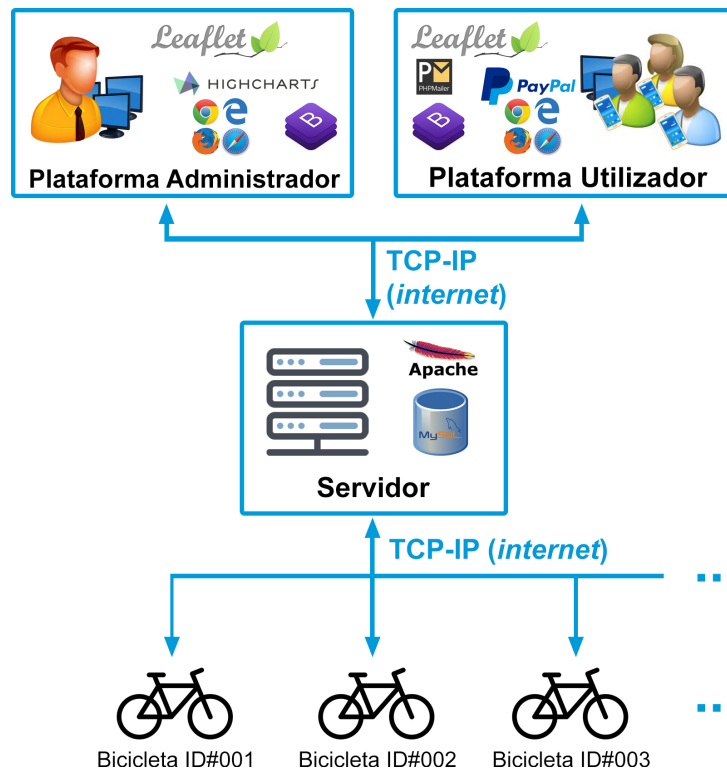 Leaflet
HIGHCHARTS
B
Plataforma Administrador
Leaflet
PM
PHPMailer
PayPal
B
Plataforma Utilizador
TCP-IP
(internet)
Apache
MySQL
Servidor
TCP-IP (internet)
Bicicleta ID#001
Bicicleta ID#002
Bicicleta ID#003